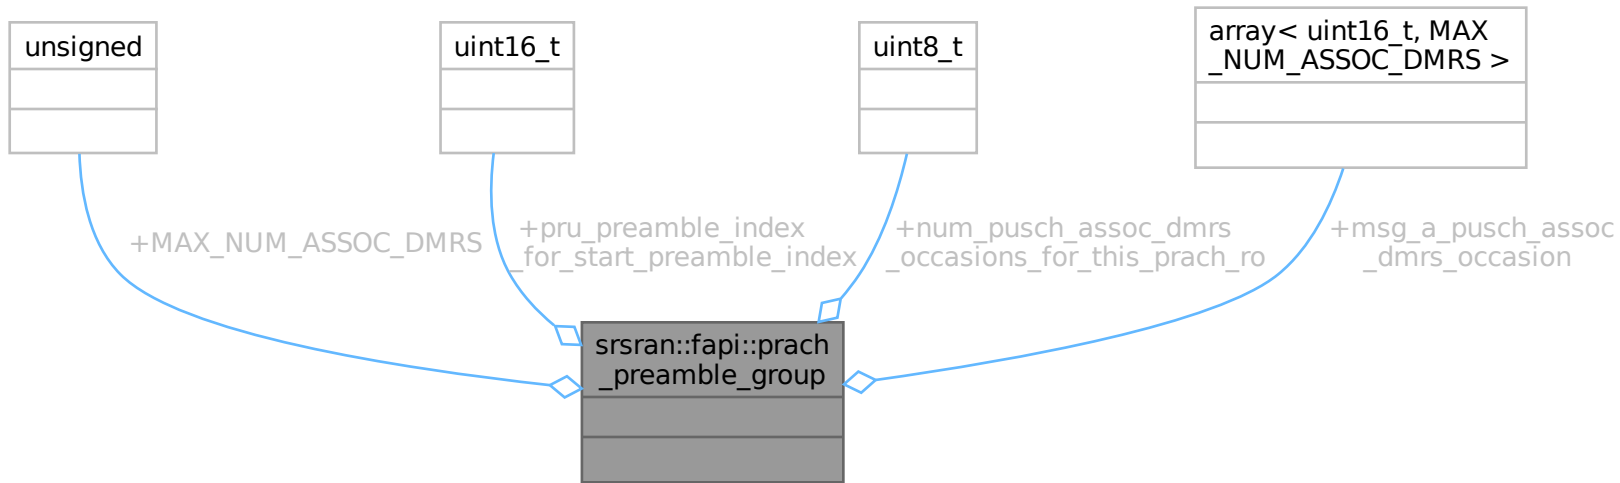 unsigned
uint16_t
uint8_t
array< uint16_t, MAX
_NUM_ASSOC_DMRS >
+MAX_NUM_ASSOC_DMRS
+pru_preamble_index
_for_start_preamble_index
+num_pusch_assoc_dmrs
_occasions_for_this_prach_ro
+msg_a_pusch_assoc
_dmrs_occasion
srsran::fapi::prach
_preamble_group